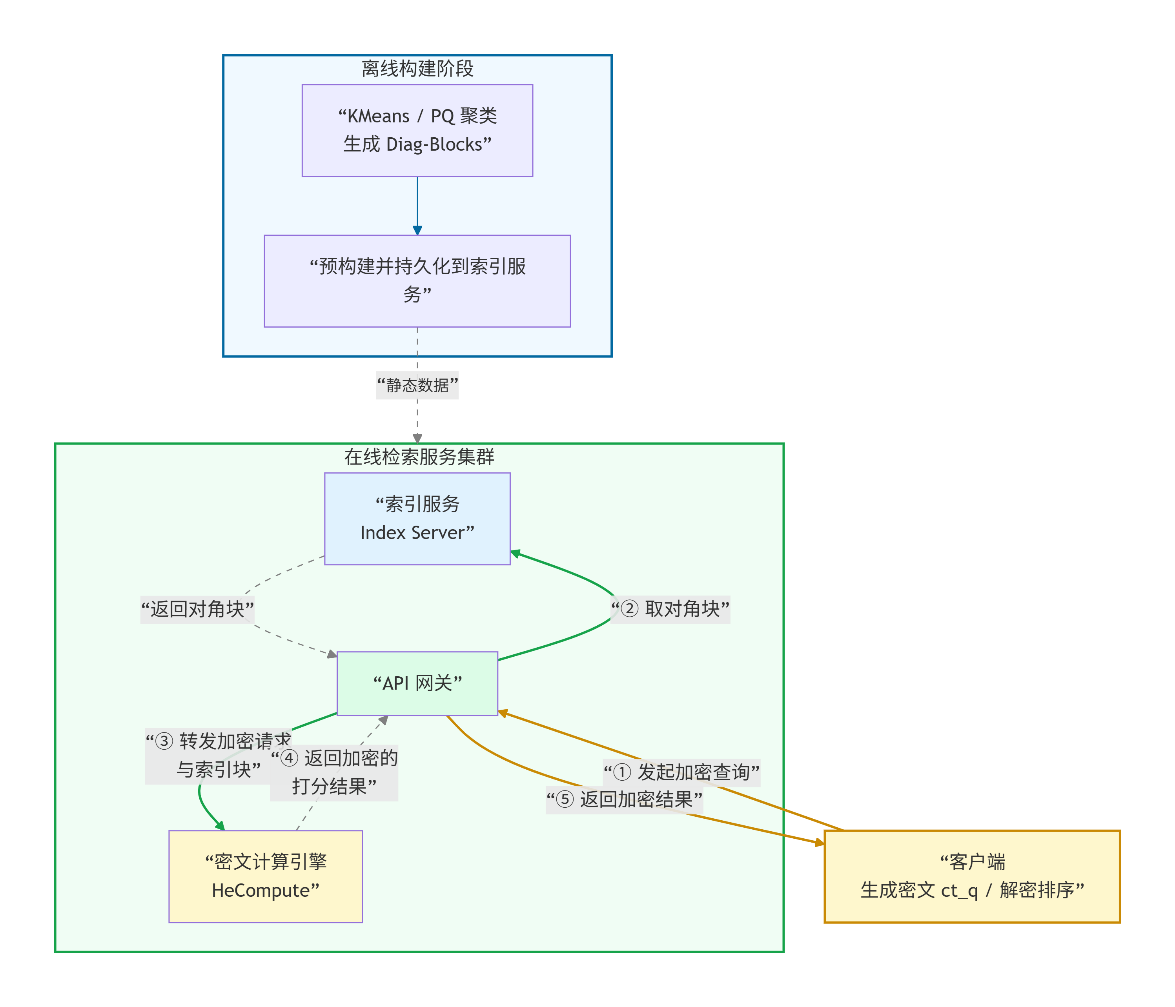 离线构建阶段
“KMeans / PQ 聚类
生成 Diag-Blocks”
“预构建并持久化到索引服
务”
“静态数据”
在线检索服务集群
“索引服务
Index Server”
“返回对角块”
“② 取对角块”
“API 网关”
“③ 转发加密请求
与索引块”
“④ 返回加密的
打分结果”
“① 发起加密查询”
“⑤ 返回加密结果”
“密文计算引擎
HeCompute”
“客户端
生成密文 ct_q / 解密排序”